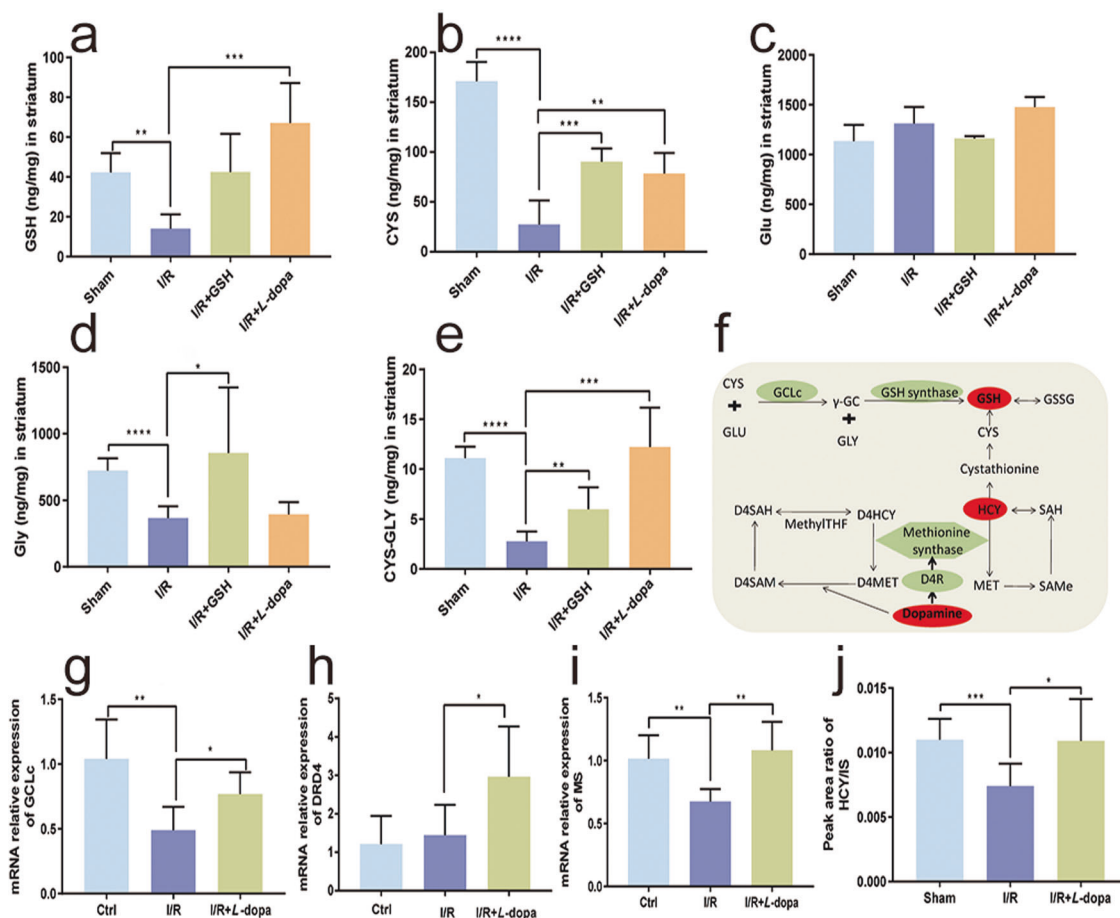 a
GSH (ng/mg) in striatum
100
80
60
40
20
0
**
***
Sham
I/R
I/R+GSH
I/R+L-dopa
b
CYS (ng/mg) in striatum
200
150
100
50
0
****
**
***
Sham
I/R
I/R+GSH
I/R+L-dopa
c
Glu (ng/mg) in striatum
2000
1500
1000
500
0
Sham
I/R
I/R+GSH
I/R+L-dopa
d
Gly (ng/mg) in striatum
1500
1000
500
0
****
*
Sham
I/R
I/R+GSH
I/R+L-dopa
e
CYS-GLY (ng/mg) in striatum
20
15
10
5
0
****
***
**
Sham
I/R
I/R+GSH
I/R+L-dopa
f
CYS
+
GLU
GCLc
γ-GC
+
GLY
GSH synthase
GSH
GSSG
CYS
Cystathionine
HCY
SAH
D4SAH
MethylTHF
D4HCY
Methionine
synthase
D4SAM
D4MET
D4R
MET
SAMe
Dopamine
g
mRNA relative expression
of GCLc
1.5
1.0
0.5
0.0
**
*
Ctrl
I/R
I/R+L-dopa
h
mRNA relative expression
of DRD4
5
4
3
2
1
0
*
Ctrl
I/R
I/R+L-dopa
i
mRNA relative expression
of MS
1.5
1.0
0.5
0.0
**
**
Ctrl
I/R
I/R+L-dopa
j
Peak area ratio of
HCY/IS
0.015
0.010
0.005
0.000
***
*
Sham
I/R
I/R+L-dopa